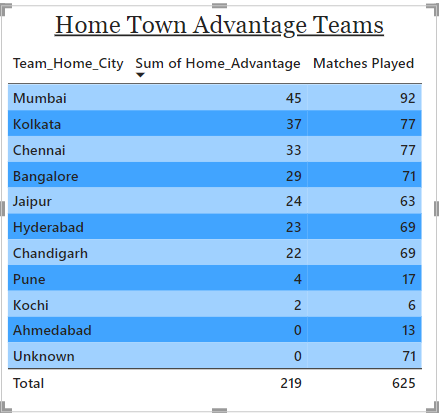 Home Town Advantage Teams
Team_Home_City Sum of Home_Advantage Matches Played
Mumbai 45 92
Kolkata 37 77
Chennai 33 77
Bangalore 29 71
Jaipur 24 63
Hyderabad 23 69
Chandigarh 22 69
Pune 4 17
Kochi 2 6
Ahmedabad 0 13
Unknown 0 71
Total 219 625